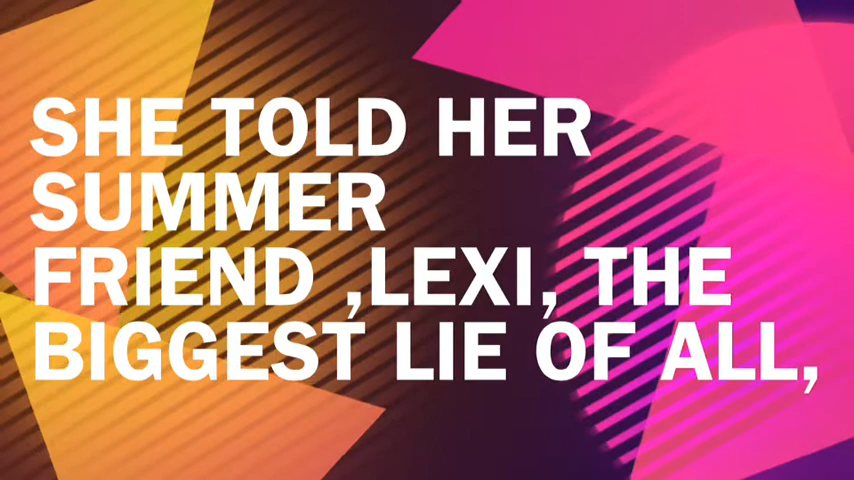 SHE TOLD HER
SUMMER
FRIEND ,LEXI, THE
BIGGEST LIE OF ALL,